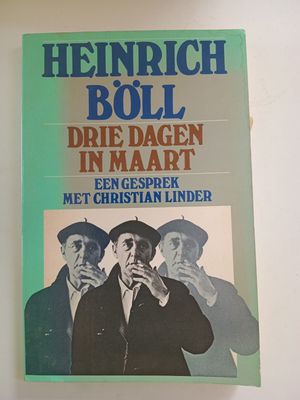 HEINRICH
BÖLL
DRIE DAGEN
IN MAART
EEN GESPREK
MET CHRISTIAN LINDER